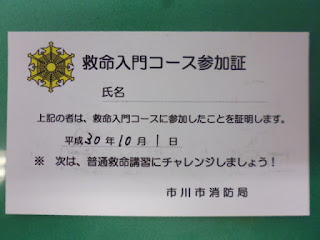 救命入門コース参加証
氏名
上記の者は、救命入門コースに参加したことを証明します。
平成30年10月1日
※ 次は、普通救命講習にチャレンジしましょう！
市川市消防局